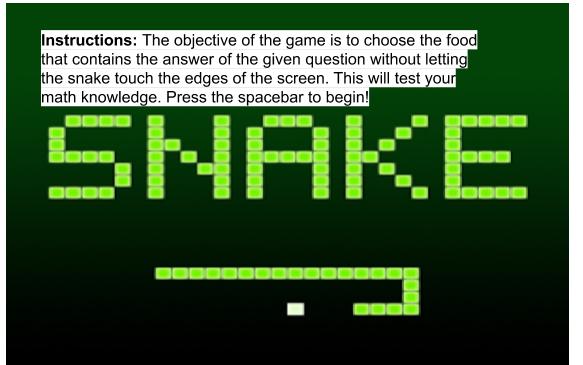 Instructions: The objective of the game is to choose the food
that contains the answer of the given question without letting
the snake touch the edges of the screen. This will test your
math knowledge. Press the spacebar to begin!
SNAKE